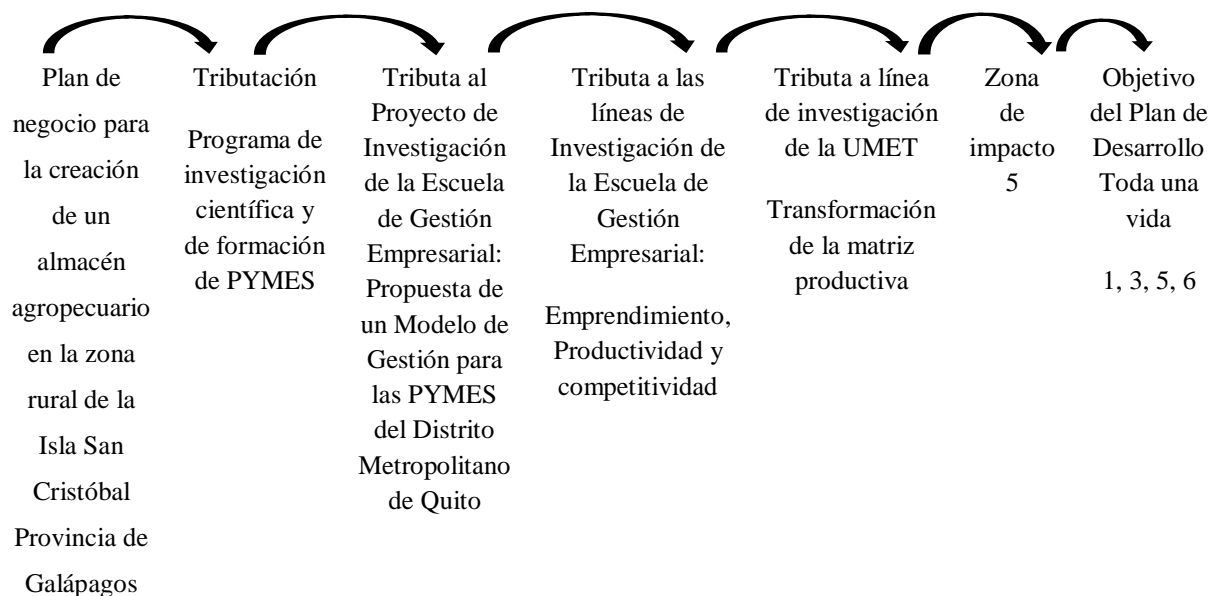 Plan de
negocio para
la creación
de un
almacén
agropecuario
en la zona
rural de la
Isla San
Cristóbal
Provincia de
Galápagos
Tributación
Programa de
investigación
científica y
de formación
de PYMES
Tributa al
Proyecto de
Investigación
de la Escuela
de Gestión
Empresarial:
Propuesta de
un Modelo de
Gestión para
las PYMES
del Distrito
Metropolitano
de Quito
Tributa a las
líneas de
Investigación de
la Escuela de
Gestión
Empresarial:
Emprendimiento,
Productividad y
competitividad
Tributa a línea
de investigación
de la UMET
Transformación
de la matriz
productiva
Zona
de
impacto
5
Objetivo
del Plan de
Desarrollo
Toda una
vida
1, 3, 5, 6